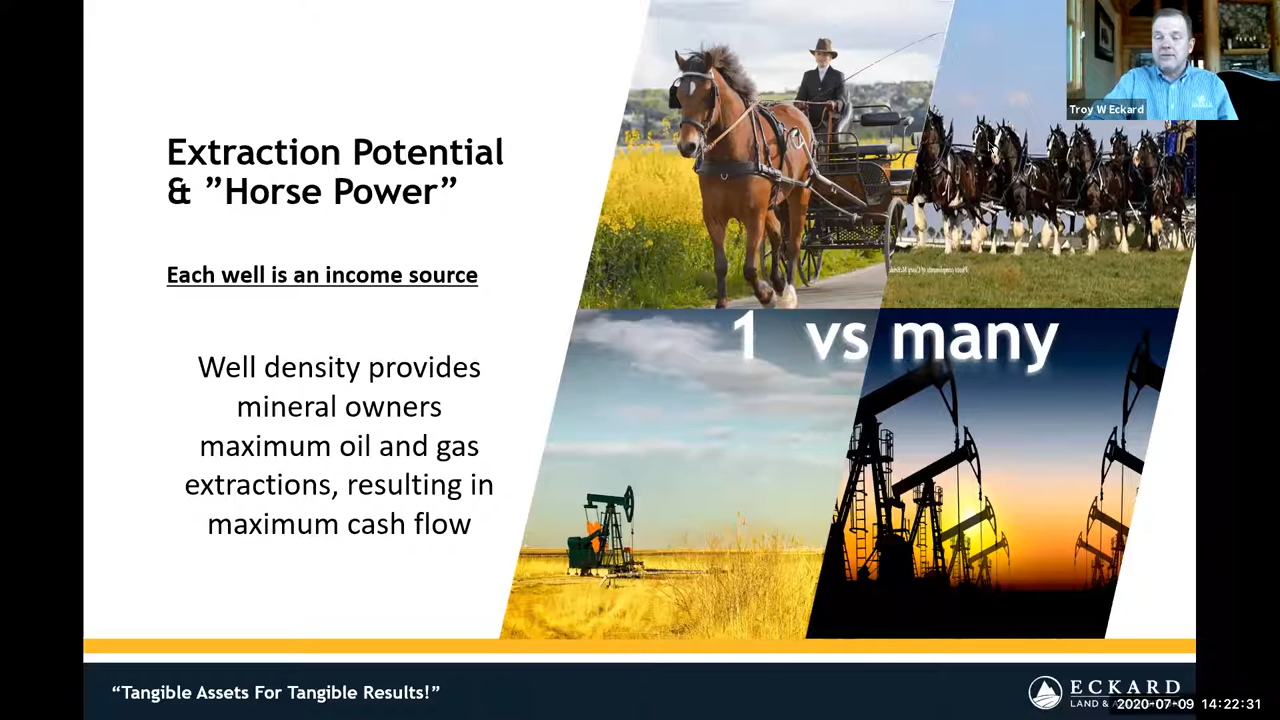 Extraction Potential
& ”Horse Power”
Each well is an income source
Well density provides
mineral owners
maximum oil and gas
extractions, resulting in
maximum cash flow
1 vs many
Troy W Eckard
“Tangible Assets For Tangible Results!”
ECKARD
LAND &
2020-07-09 14:22:31